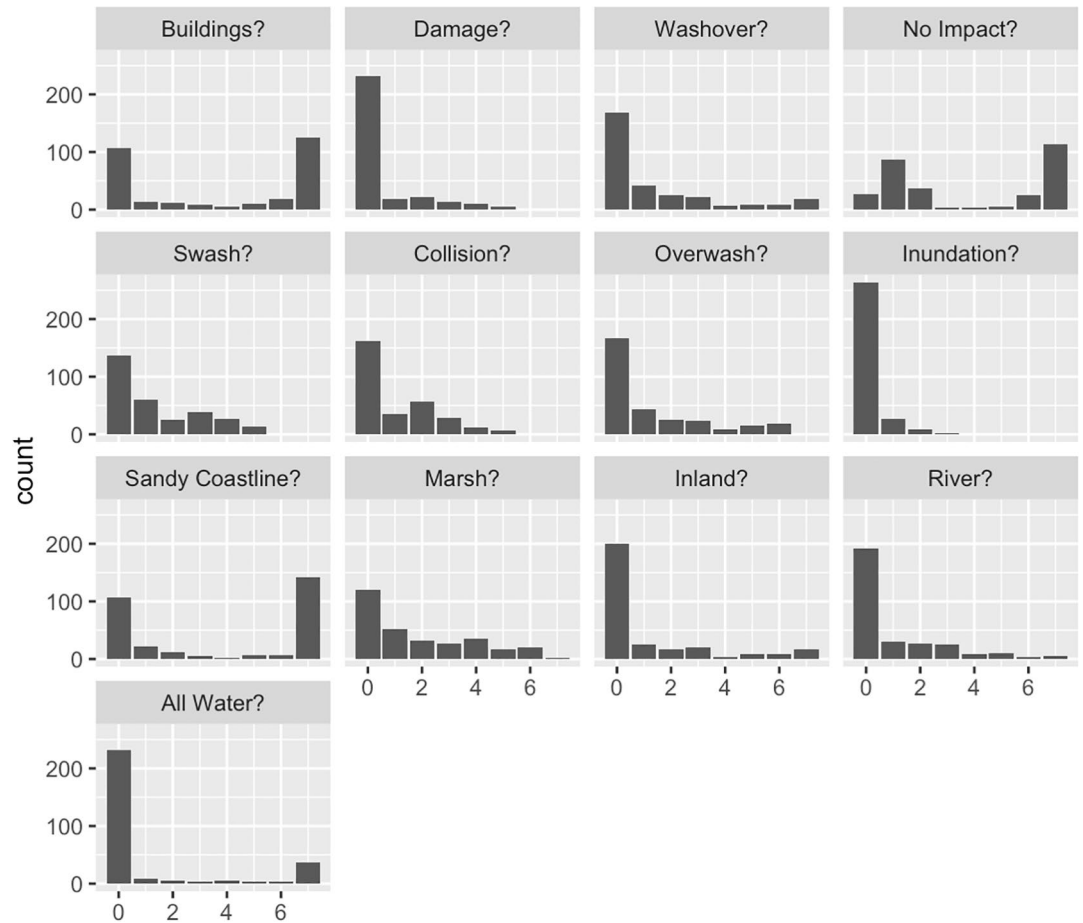 Buildings? Damage? Washover? No Impact?
200
100
0
Swash? Collision? Overwash? Inundation?
200
100
0
count
Sandy Coastline? Marsh? Inland? River?
200
100
0
0 2 4 6 0 2 4 6 0 2 4 6
All Water?
200
100
0
0 2 4 6